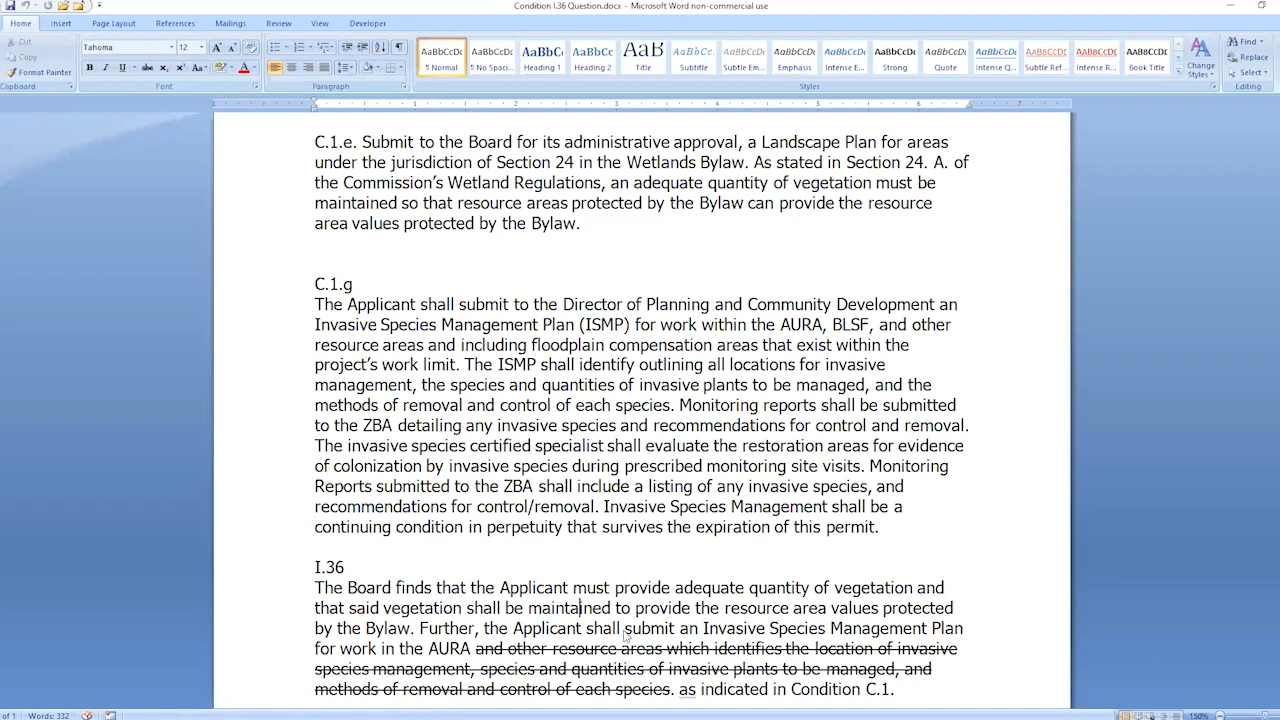 Condition I.36 Question.docx - Microsoft Word non-commercial use
Home Insert Page Layout References Mailings Review View Developer
Cut
Copy
Format Painter
Clipboard
Tahoma 12
Font
Paragraph
AaBbCcDc AaBbCcDc AaBbC AaBbCc AaB AaBbCc. AaBbCcDc AaBbCcDc AaBbCcDc AaBbCcDc AaBbCcDc AaBbCcDc AABBCCDC AABBCCDC AaBbCcDc
¶ Normal ¶ No Spaci... Heading 1 Heading 2 Title Subtitle Subtle Em... Emphasis Intense E... Strong Quote Intense Q... Subtle Ref... Intense R... Book Title
Styles
Change Styles
Find
Replace
Select
Editing
C.1.e. Submit to the Board for its administrative approval, a Landscape Plan for areas
under the jurisdiction of Section 24 in the Wetlands Bylaw. As stated in Section 24. A. of
the Commission's Wetland Regulations, an adequate quantity of vegetation must be
maintained so that resource areas protected by the Bylaw can provide the resource
area values protected by the Bylaw.
C.1.g
The Applicant shall submit to the Director of Planning and Community Development an
Invasive Species Management Plan (ISMP) for work within the AURA, BLSF, and other
resource areas and including floodplain compensation areas that exist within the
project's work limit. The ISMP shall identify outlining all locations for invasive
management, the species and quantities of invasive plants to be managed, and the
methods of removal and control of each species. Monitoring reports shall be submitted
to the ZBA detailing any invasive species and recommendations for control and removal.
The invasive species certified specialist shall evaluate the restoration areas for evidence
of colonization by invasive species during prescribed monitoring site visits. Monitoring
Reports submitted to the ZBA shall include a listing of any invasive species, and
recommendations for control/removal. Invasive Species Management shall be a
continuing condition in perpetuity that survives the expiration of this permit.
I.36
The Board finds that the Applicant must provide adequate quantity of vegetation and
that said vegetation shall be maintained to provide the resource area values protected
by the Bylaw. Further, the Applicant shall submit an Invasive Species Management Plan
for work in the AURA and other resource areas which identifies the location of invasive
species management, species and quantities of invasive plants to be managed, and
methods of removal and control of each species. as indicated in Condition C.1.
of 1 Words: 332 150%